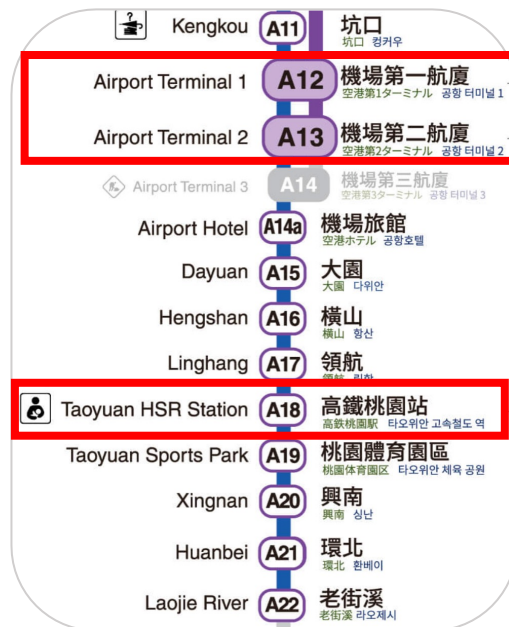 Kengkou A11 坑口
坑口 컹커우
Airport Terminal 1 A12 機場第一航廈
空港第1ターミナル 공항 터미널 1
Airport Terminal 2 A13 機場第二航廈
空港第2ターミナル 공항 터미널 2
Airport Terminal 3 A14 機場第三航廈
空港第3ターミナル 공항 터미널 3
Airport Hotel A14a 機場旅館
空港ホテル 공항호텔
Dayuan A15 大園
大園 다위안
Hengshan A16 橫山
橫山 헝산
Linghang A17 領航
領航 링항
Taoyuan HSR Station A18 高鐵桃園站
高鉄桃園駅 타오위안 고속철도 역
Taoyuan Sports Park A19 桃園體育園區
桃園体育園区 타오위안 체육 공원
Xingnan A20 興南
興南 싱난
Huanbei A21 環北
環北 환베이
Laojie River A22 老街溪
老街溪 라오제시